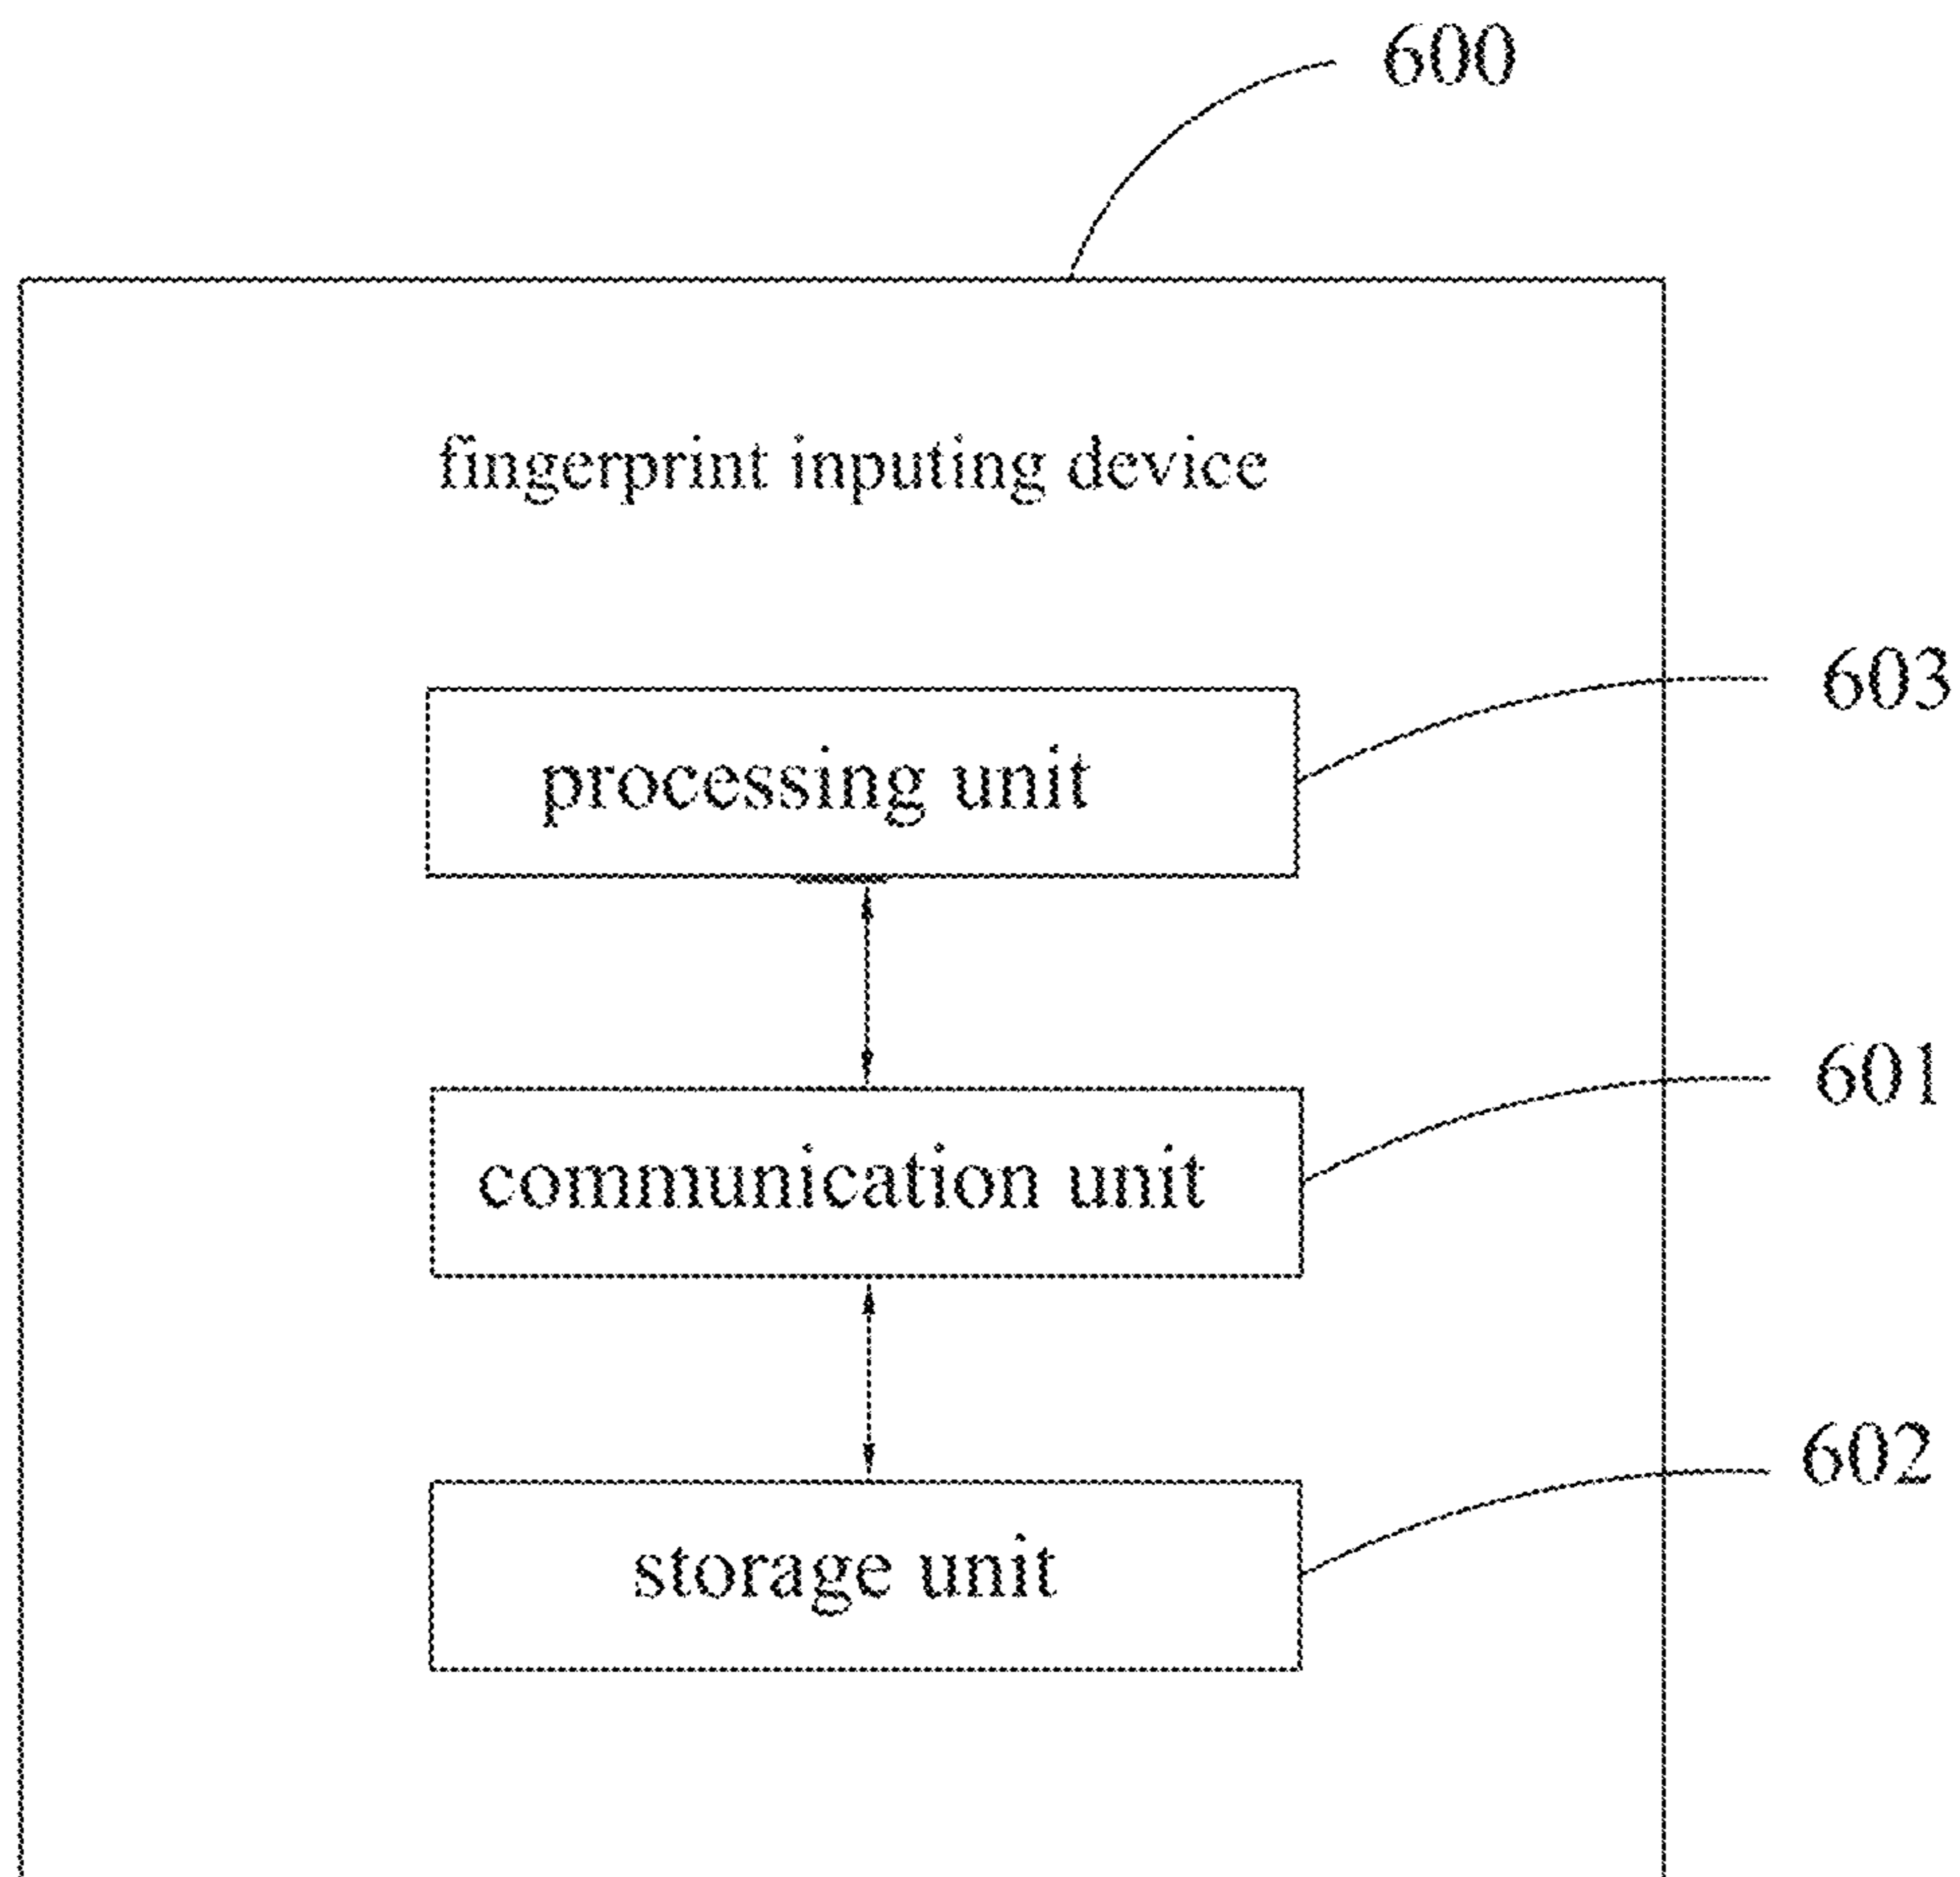 600
fingerprint inputing device
603
processing unit
601
communication unit
602
storage unit